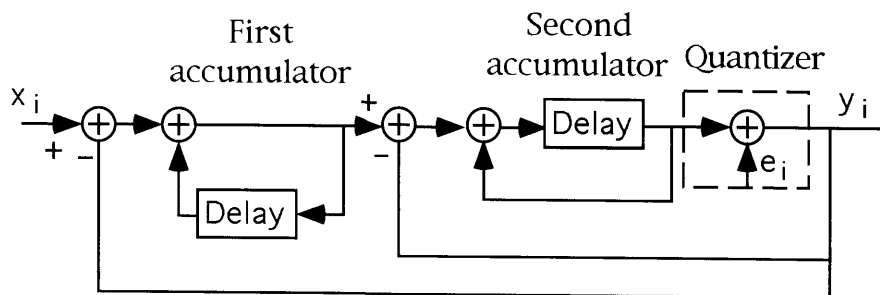 First
accumulator
Second
accumulator
Quantizer
x i
+
-
+
-
Delay
Delay
e i
y i